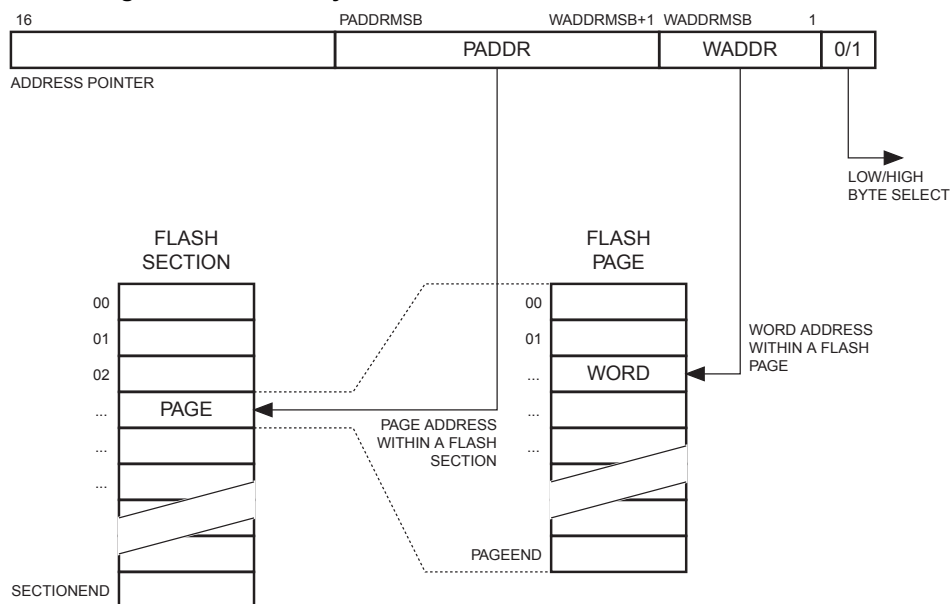 16 PADDRMSB WADDRMSB+1 WADDRMSB 1
PADDR WADDR 0/1
ADDRESS POINTER
LOW/HIGH
BYTE SELECT
FLASH
SECTION
00
01
02
...
PAGE
...
...
SECTIONEND
PAGE ADDRESS
WITHIN A FLASH
SECTION
FLASH
PAGE
00
01
...
WORD
...
...
PAGEEND
WORD ADDRESS
WITHIN A FLASH
PAGE